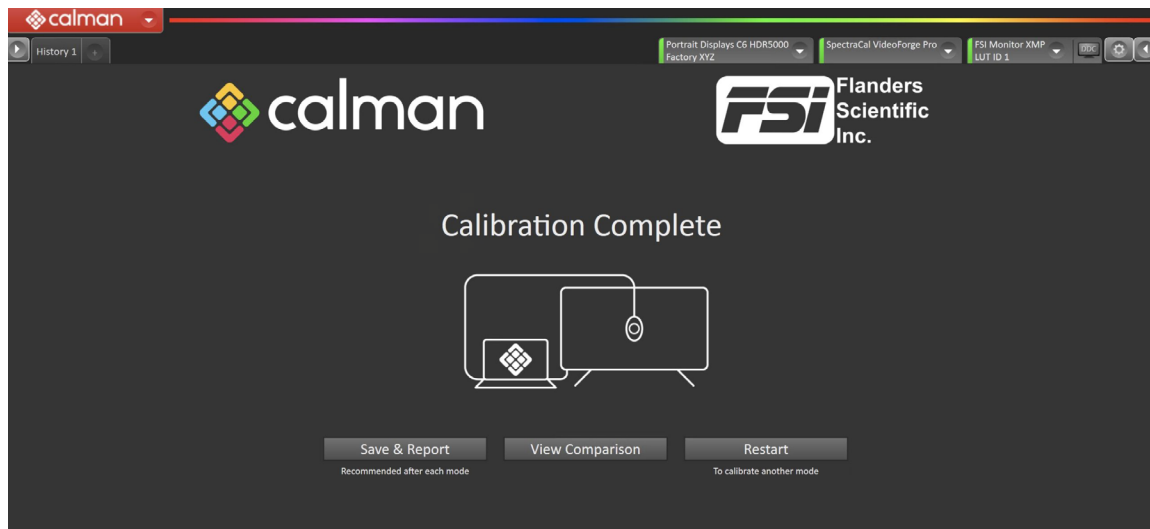 calman
History 1
Portrait Displays C6 HDR5000
Factory XYZ
SpectraCal VideoForge Pro
FSI Monitor XMP
LUT ID 1
DDC
calman
FSI
Flanders
Scientific
Inc.
Calibration Complete
Save & Report
View Comparison
Restart
Recommended after each mode
To calibrate another mode